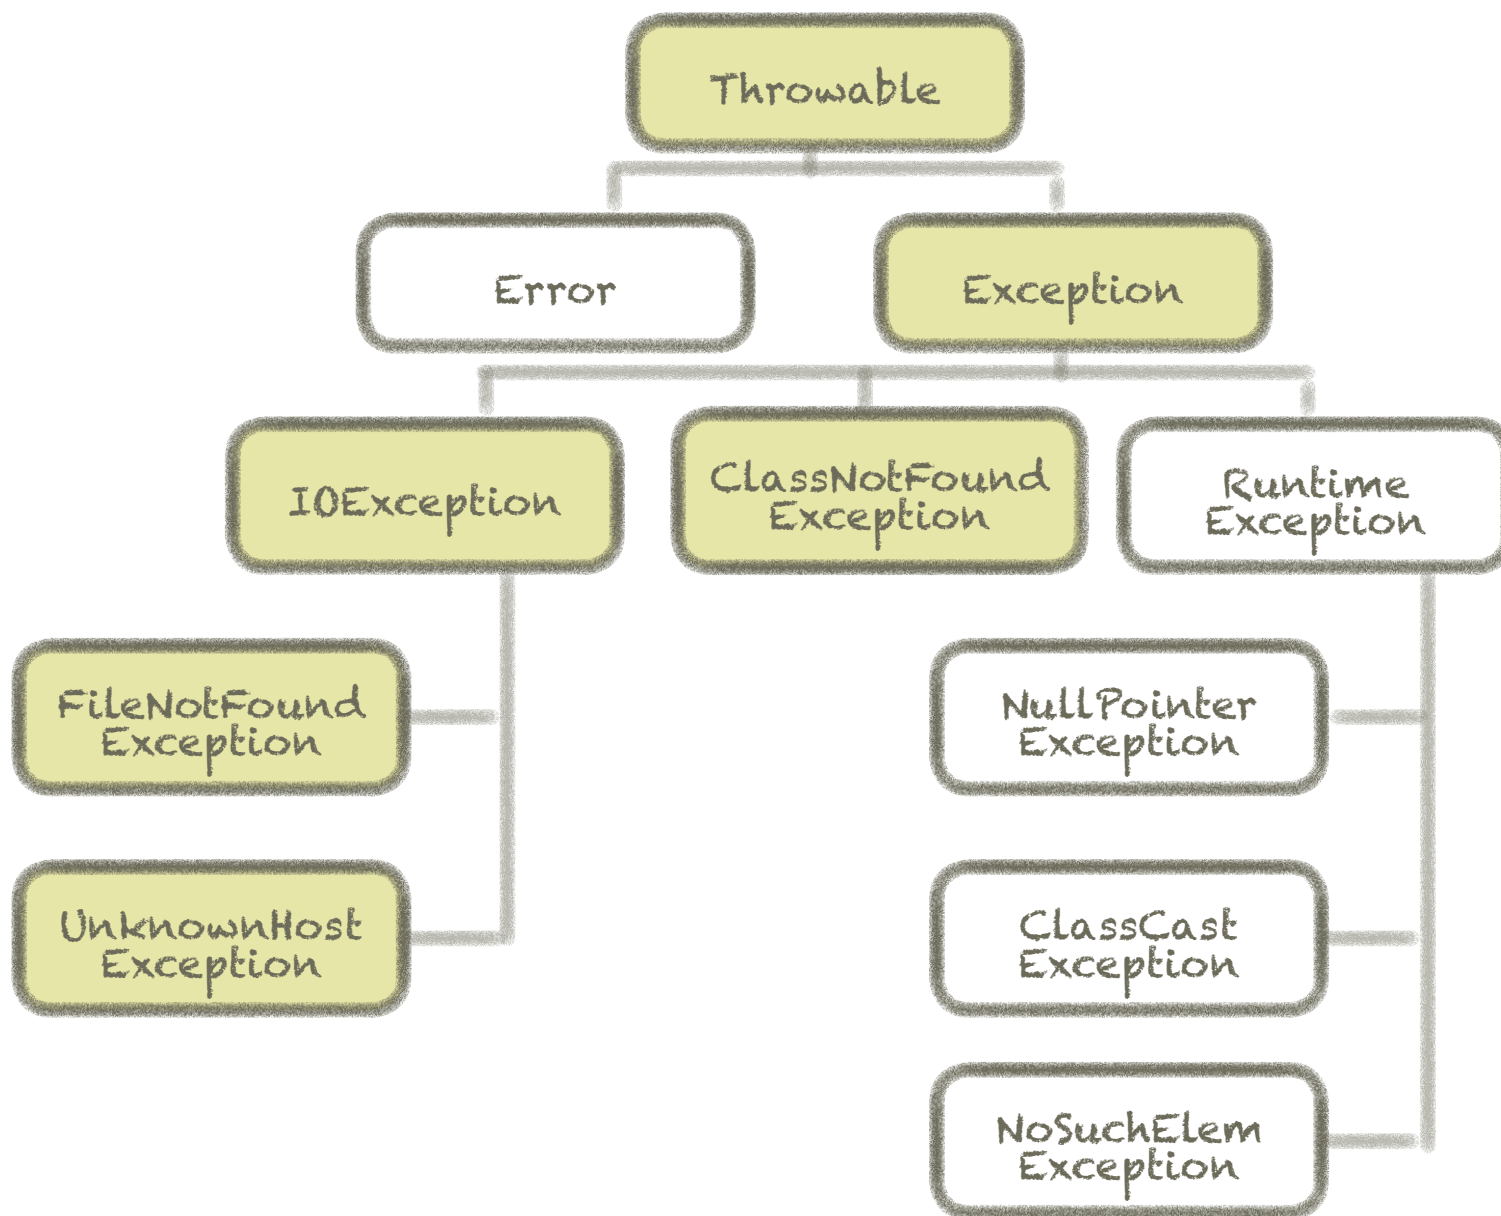 Throwable
Error
Exception
IOException
ClassNotFound
Exception
Runtime
Exception
FileNotFound
Exception
NullPointer
Exception
UnknownHost
Exception
ClassCast
Exception
NoSuchElem
Exception